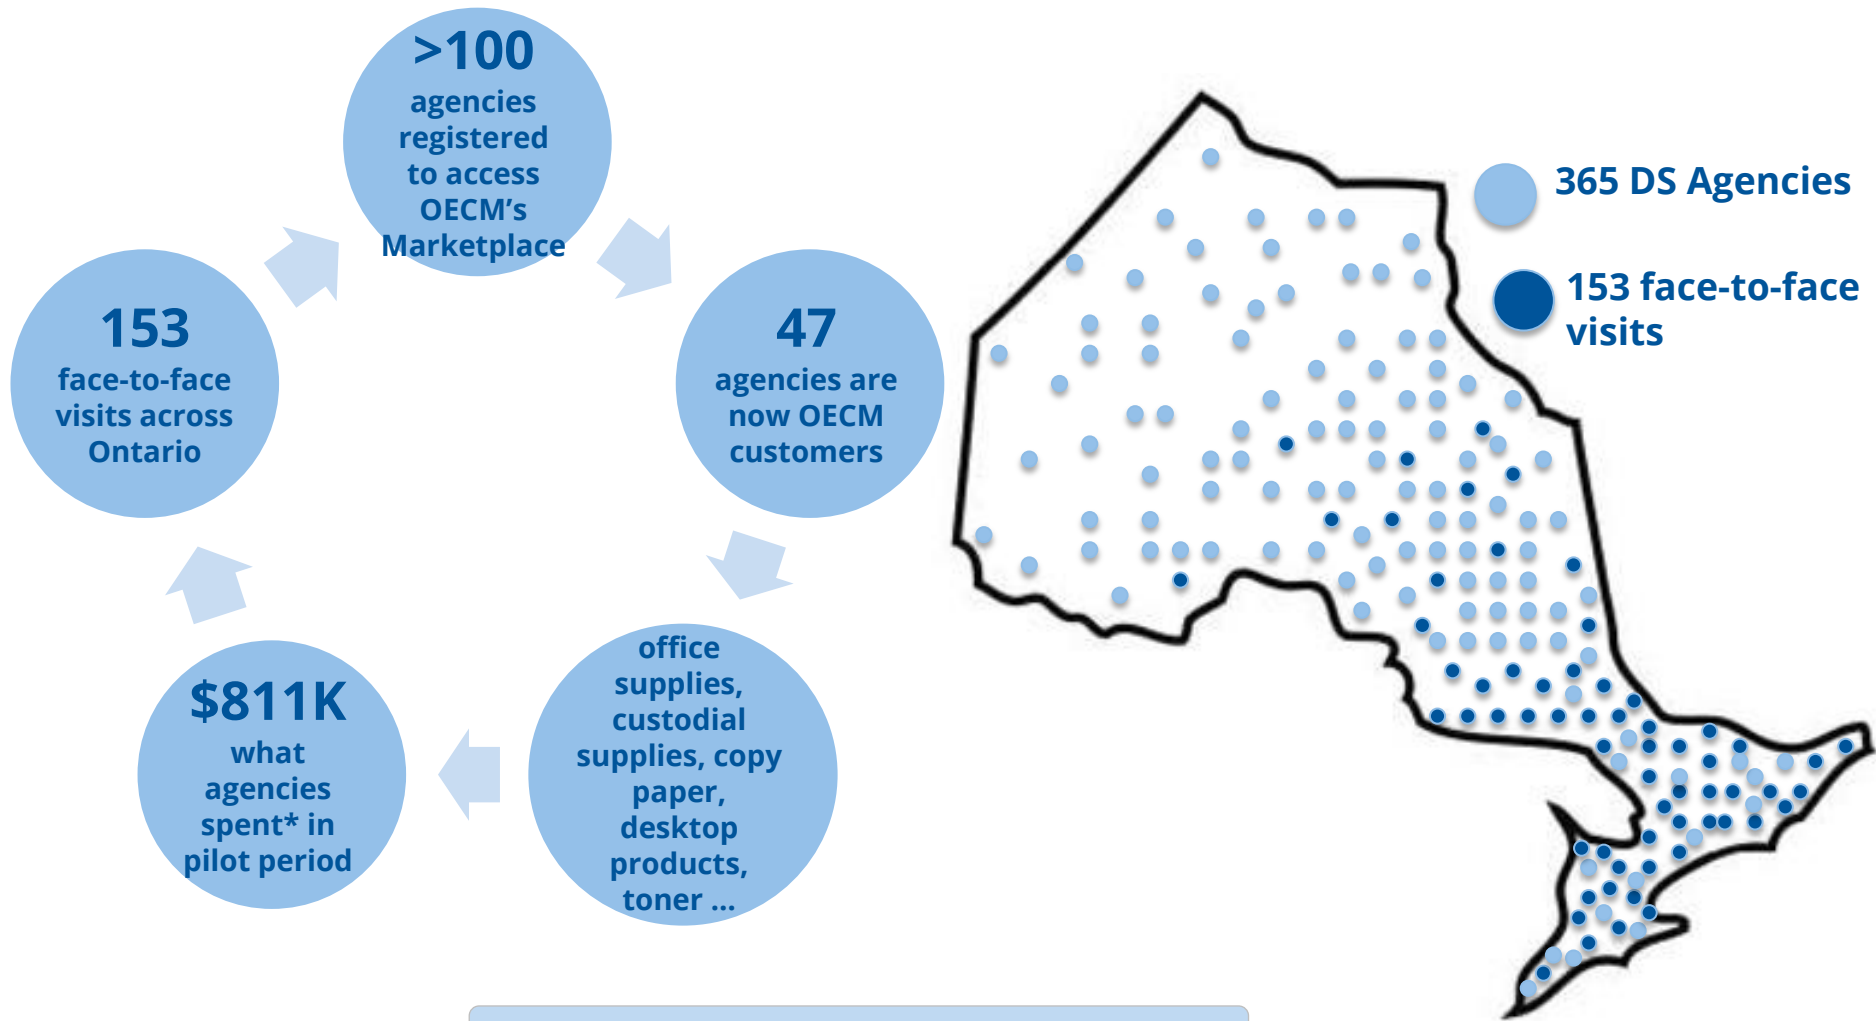 >100
agencies
registered
to access
OECM’s
Marketplace
153
face-to-face
visits across
Ontario
47
agencies are
now OECM
customers
office
supplies,
custodial
supplies, copy
paper,
desktop
products,
toner ...
$811K
what
agencies
spent* in
pilot period
365 DS Agencies
153 face-to-face
visits